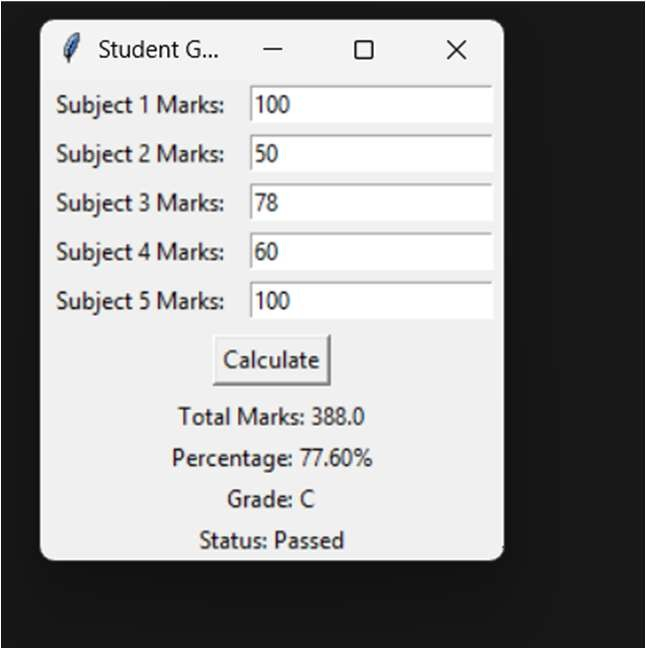 Student G...
Subject 1 Marks: 100
Subject 2 Marks: 50
Subject 3 Marks: 78
Subject 4 Marks: 60
Subject 5 Marks: 100
Calculate
Total Marks: 388.0
Percentage: 77.60%
Grade: C
Status: Passed